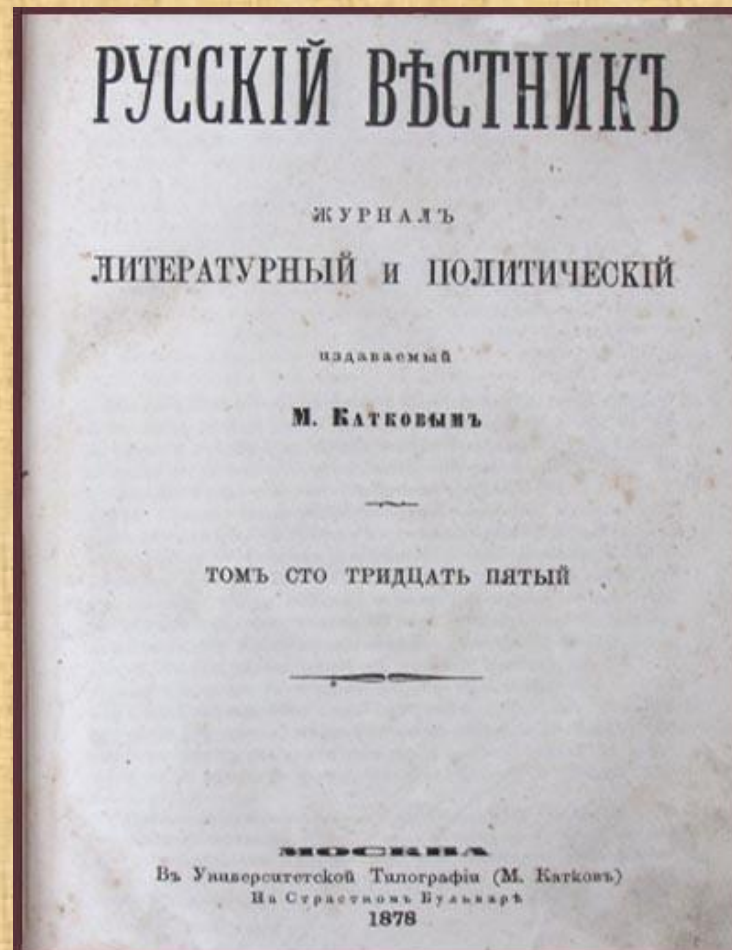 РУССКІЙ ВѢСТНИКЪ
ЖУРНАЛЪ
ЛИТЕРАТУРНЫЙ И ПОЛИТИЧЕСКІЙ
издаваемый
М. Катковымъ
ТОМЪ СТО ТРИДЦАТЬ ПЯТЫЙ
МОСКВА
Въ Университетской Типографіи (М. Катковъ)
На Страстномъ Бульварѣ
1878